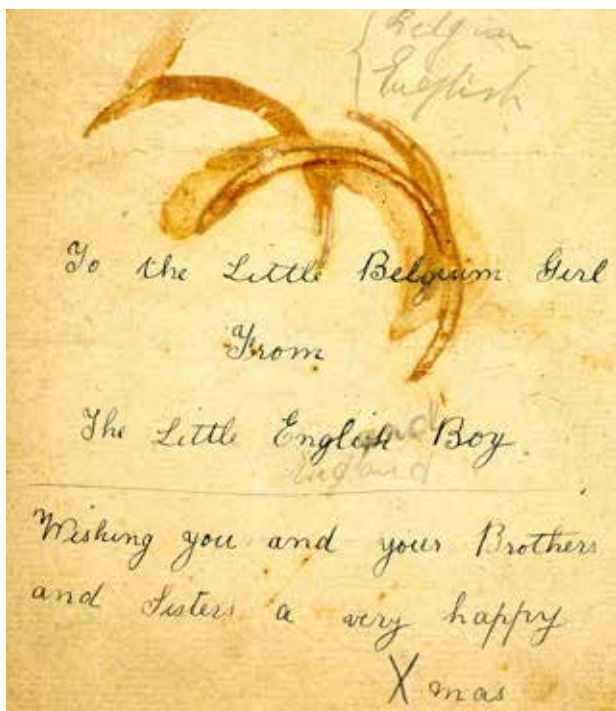 Belgian
English
To the Little Belgium Girl
From
The Little English Boy
England
Wishing you and your Brothers
and Sisters a very happy
Xmas